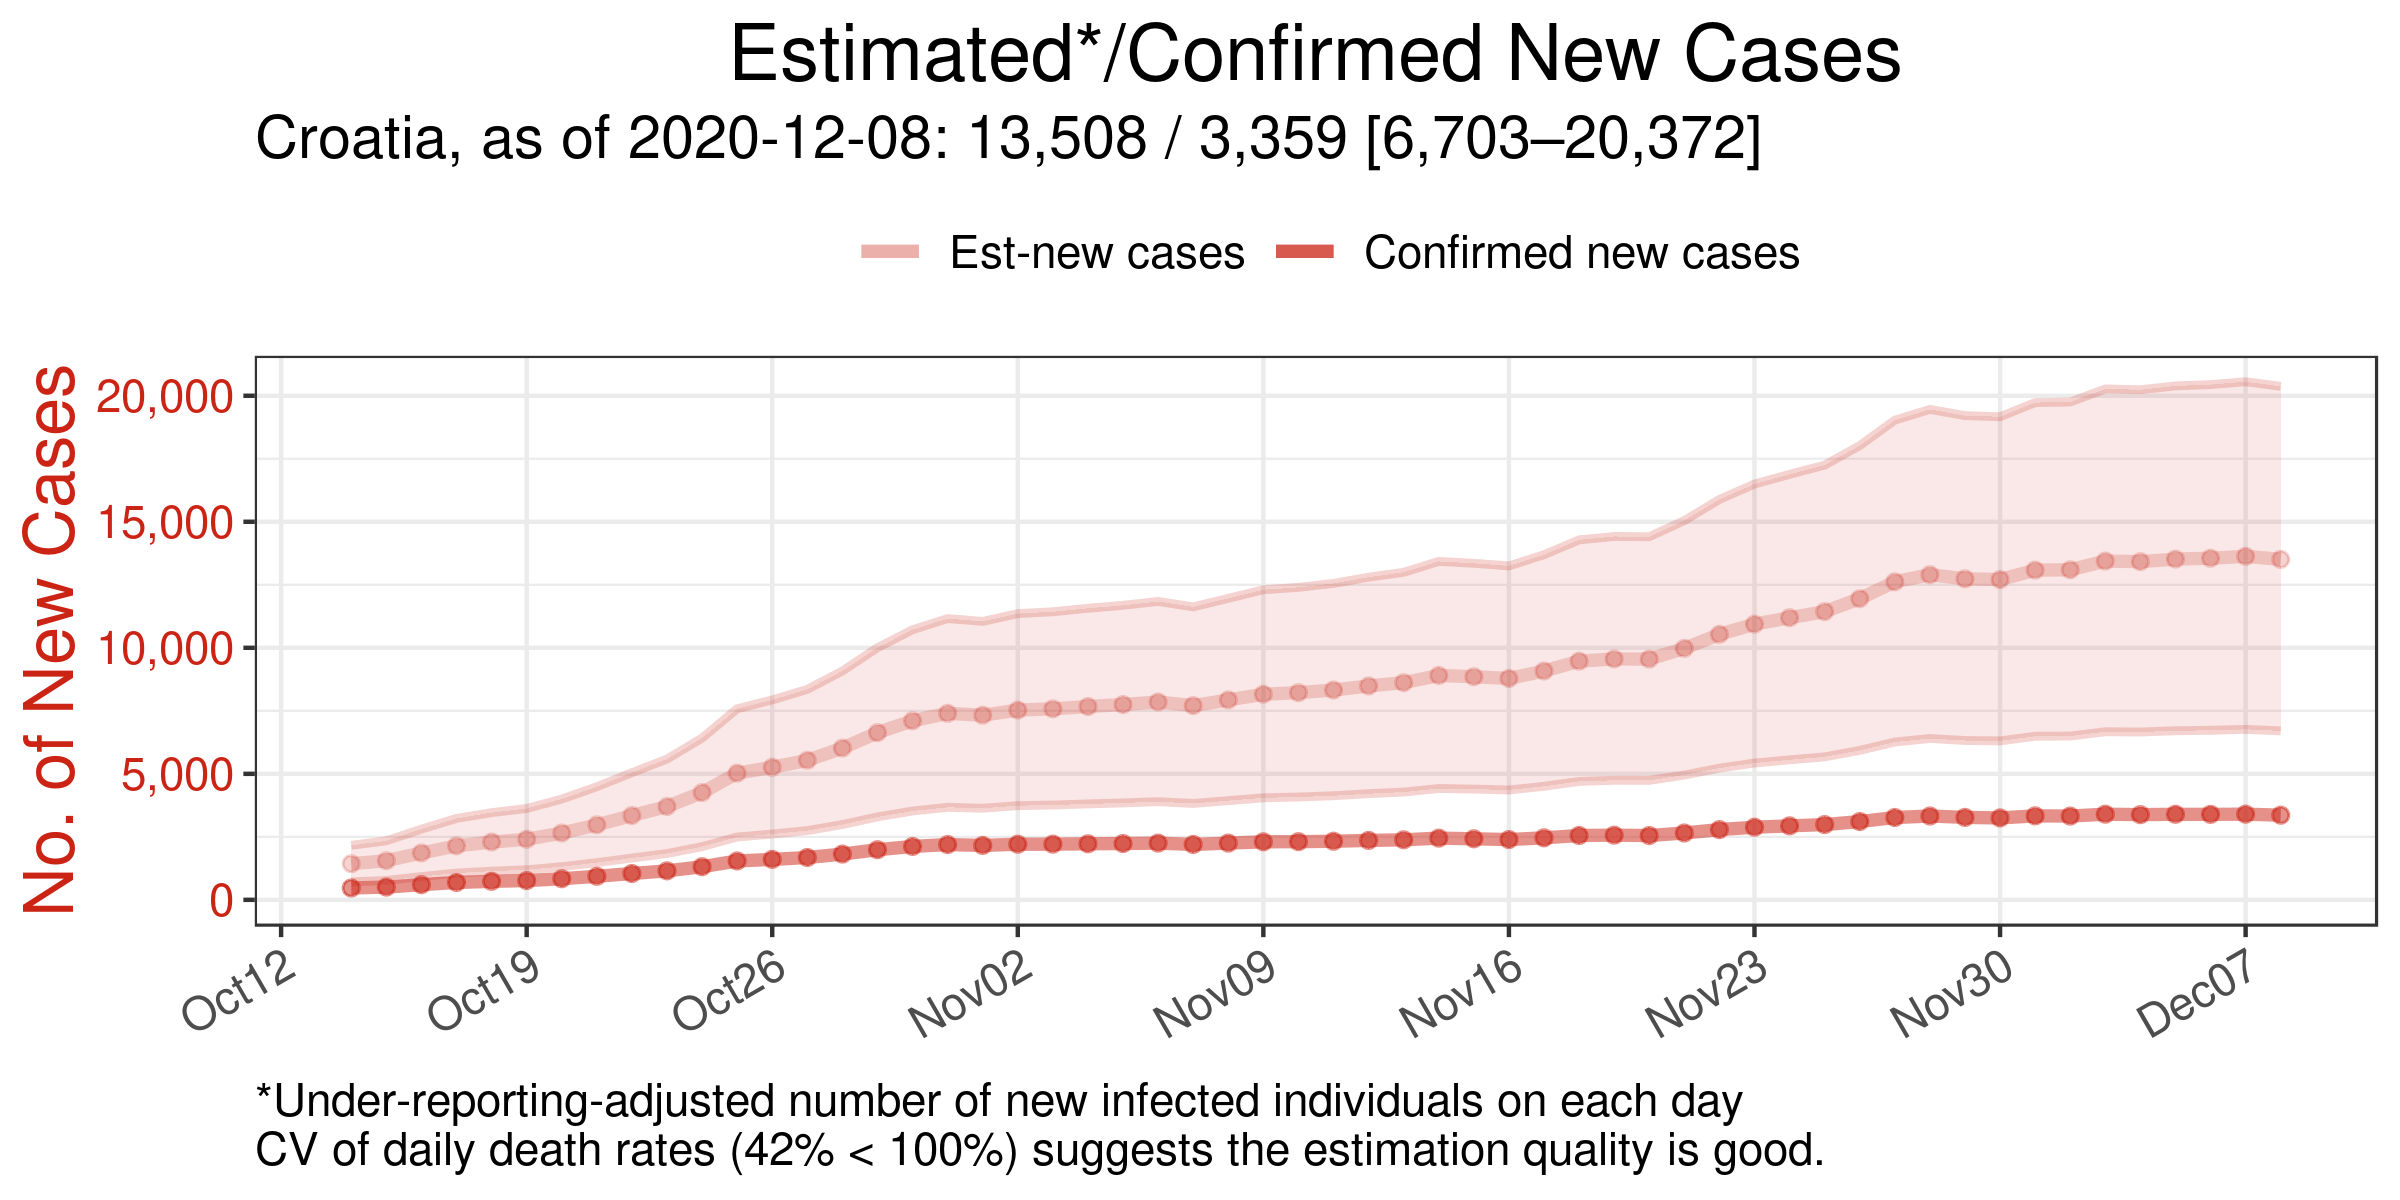 Estimated*/Confirmed New Cases
Croatia, as of 2020-12-08: 13,508 / 3,359 [6,703–20,372]
Est-new cases
Confirmed new cases
No. of New Cases
20,000
15,000
10,000
5,000
0
Oct12
Oct19
Oct26
Nov02
Nov09
Nov16
Nov23
Nov30
Dec07
*Under-reporting-adjusted number of new infected individuals on each day
CV of daily death rates (42% < 100%) suggests the estimation quality is good.